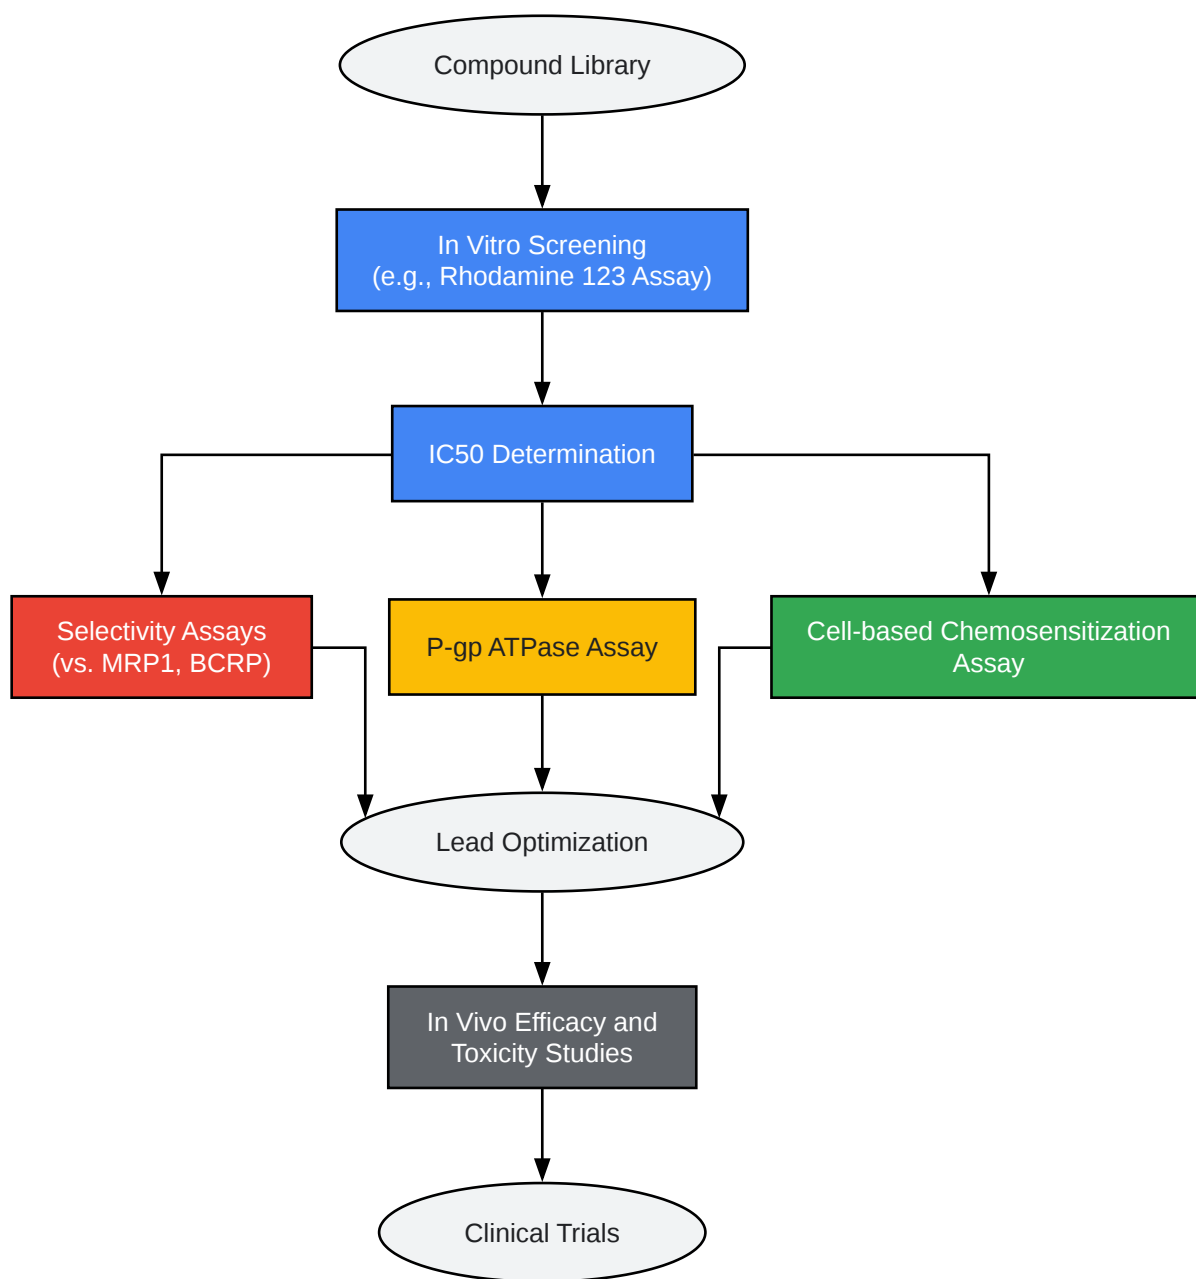 Compound Library
In Vitro Screening
(e.g., Rhodamine 123 Assay)
IC50 Determination
Selectivity Assays
(vs. MRP1, BCRP)
P-gp ATPase Assay
Cell-based Chemosensitization
Assay
Lead Optimization
In Vivo Efficacy and
Toxicity Studies
Clinical Trials